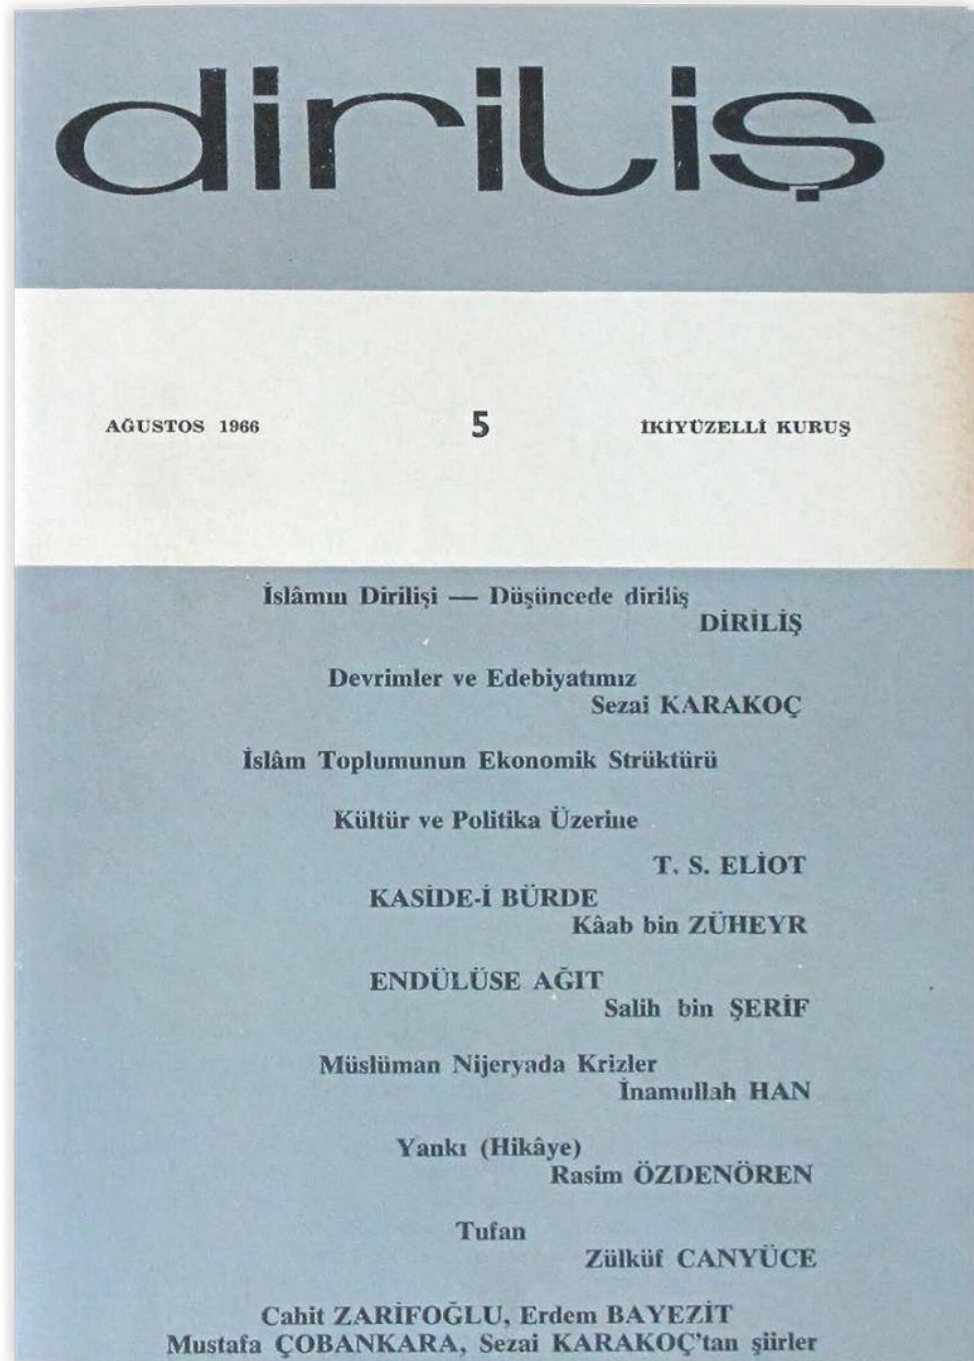 diriliş
AĞUSTOS 1966 5 İKİYÜZELLİ KURUŞ
İslâmın Dirilişi — Düşüncede diriliş
DİRİLİŞ
Devrimler ve Edebiyatımız
Sezai KARAKOÇ
İslâm Toplumunun Ekonomik Strüktürü
Kültür ve Politika Üzerine
T. S. ELİOT
KASİDE-İ BÜRDE
Kâab bin ZÜHEYR
ENDÜLÜSE AĞIT
Salih bin ŞERİF
Müslüman Nijeryada Krizler
İnamullah HAN
Yankı (Hikâye)
Rasim ÖZDENÖREN
Tufan
Zülküf CANYÜCE
Cahit ZARİFOĞLU, Erdem BAYEZİT
Mustafa ÇOBANKARA, Sezai KARAKOÇ'tan şiirler